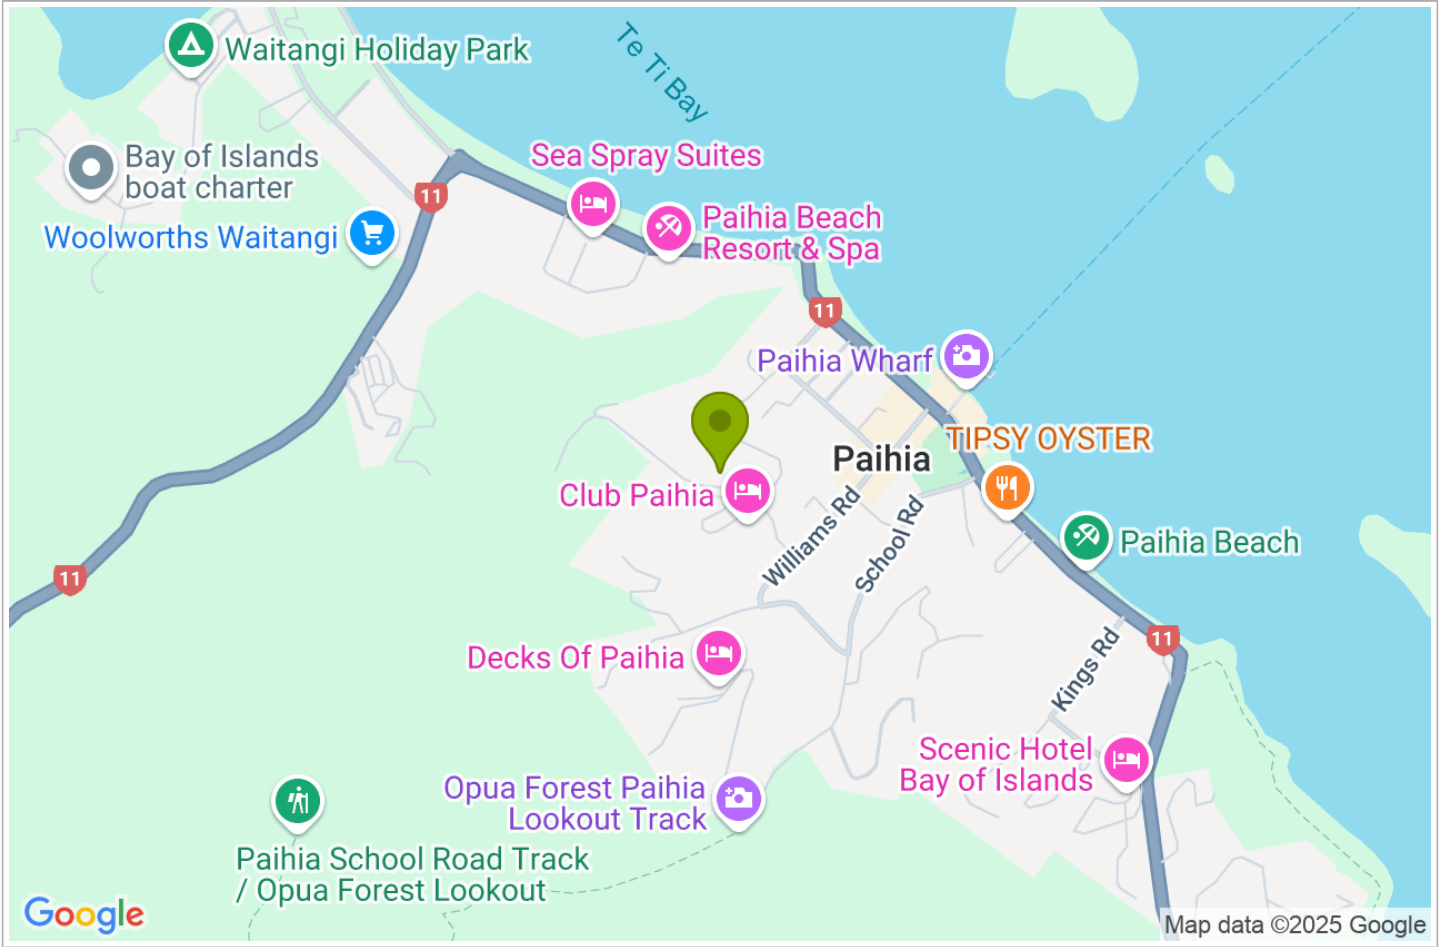 Waitangi Holiday Park
Te Ti Bay
Bay of Islands
boat charter
Sea Spray Suites
11
Woolworths Waitangi
Paihia Beach
Resort & Spa
11
Paihia Wharf
TIPSY OYSTER
Paihia
Club Paihia
Williams Rd
School Rd
Paihia Beach
11
11
Kings Rd
Decks Of Paihia
Scenic Hotel
Bay of Islands
Opua Forest Paihia
Lookout Track
Paihia School Road Track
/ Opua Forest Lookout
Google
Map data ©2025 Google